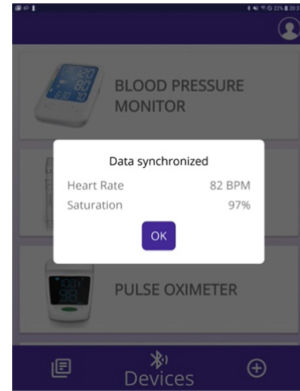 BLOOD PRESSURE
MONITOR
Data synchronized
Heart Rate 82 BPM
Saturation 97%
OK
PULSE OXIMETER
Devices